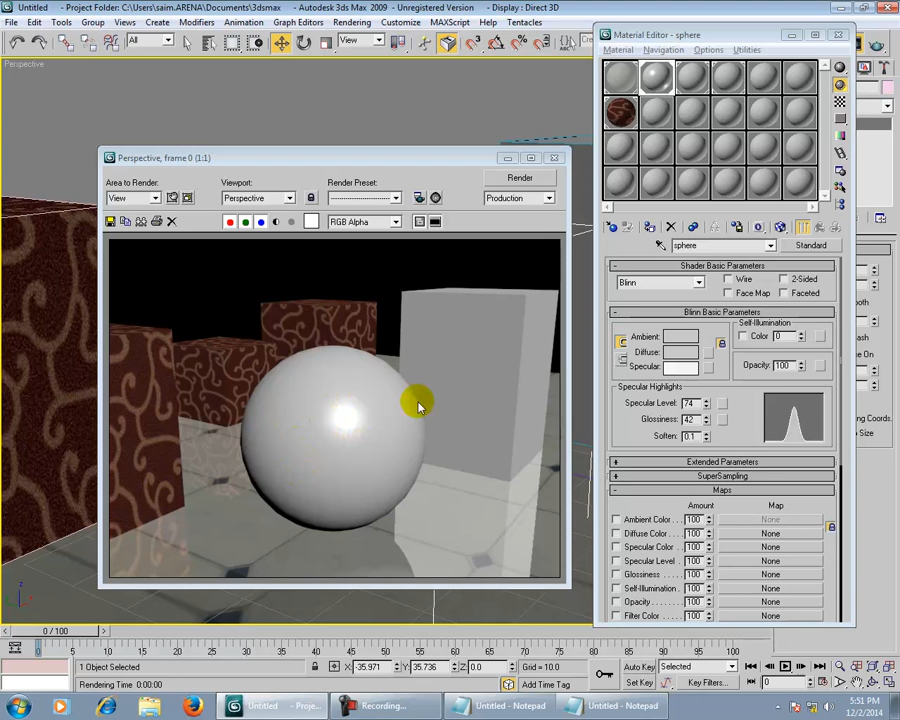 Untitled - Project Folder: C:\Users\saim.ARENA\Documents\3dsmax - Autodesk 3ds Max 2009 - Unregistered Version - Display : Direct 3D
File Edit Tools Group Views Create Modifiers Animation Graph Editors Rendering Customize MAXScript Help Tentacles
All View
Perspective
Perspective, frame 0 (1:1)
Area to Render: Viewport: Render Preset: Render
View Perspective Production
RGB Alpha
Material Editor - sphere
Material Navigation Options Utilities
sphere Standard
Shader Basic Parameters
Blinn Wire 2-Sided
Face Map Faceted
Blinn Basic Parameters
Self-Illumination
Ambient: Color 0
Diffuse:
Specular: Opacity: 100
Specular Highlights
Specular Level: 74
Glossiness: 42
Soften: 0.1
Extended Parameters
SuperSampling
Maps
Amount Map
Ambient Color . . . 100 None
Diffuse Color . . . . 100 None
Specular Color . . . 100 None
Specular Level . . 100 None
Glossiness . . . . . 100 None
Self-Illumination . . 100 None
Opacity . . . . . . . 100 None
Filter Color . . . . . 100 None
ing Coords.
0 / 100
0 5 10 15 20 25 30 35 40 45 50 55 60 65 70 75 80 85 90 95 100
1 Object Selected X: -35.971 Y: 35.736 Z: 0.0 Grid = 10.0 Auto Key Selected
Rendering Time 0:00:00 Add Time Tag Set Key Key Filters... 0
Untitled - Proje... Recording... Untitled - Notepad Untitled - Notepad
5:51 PM
12/2/2014